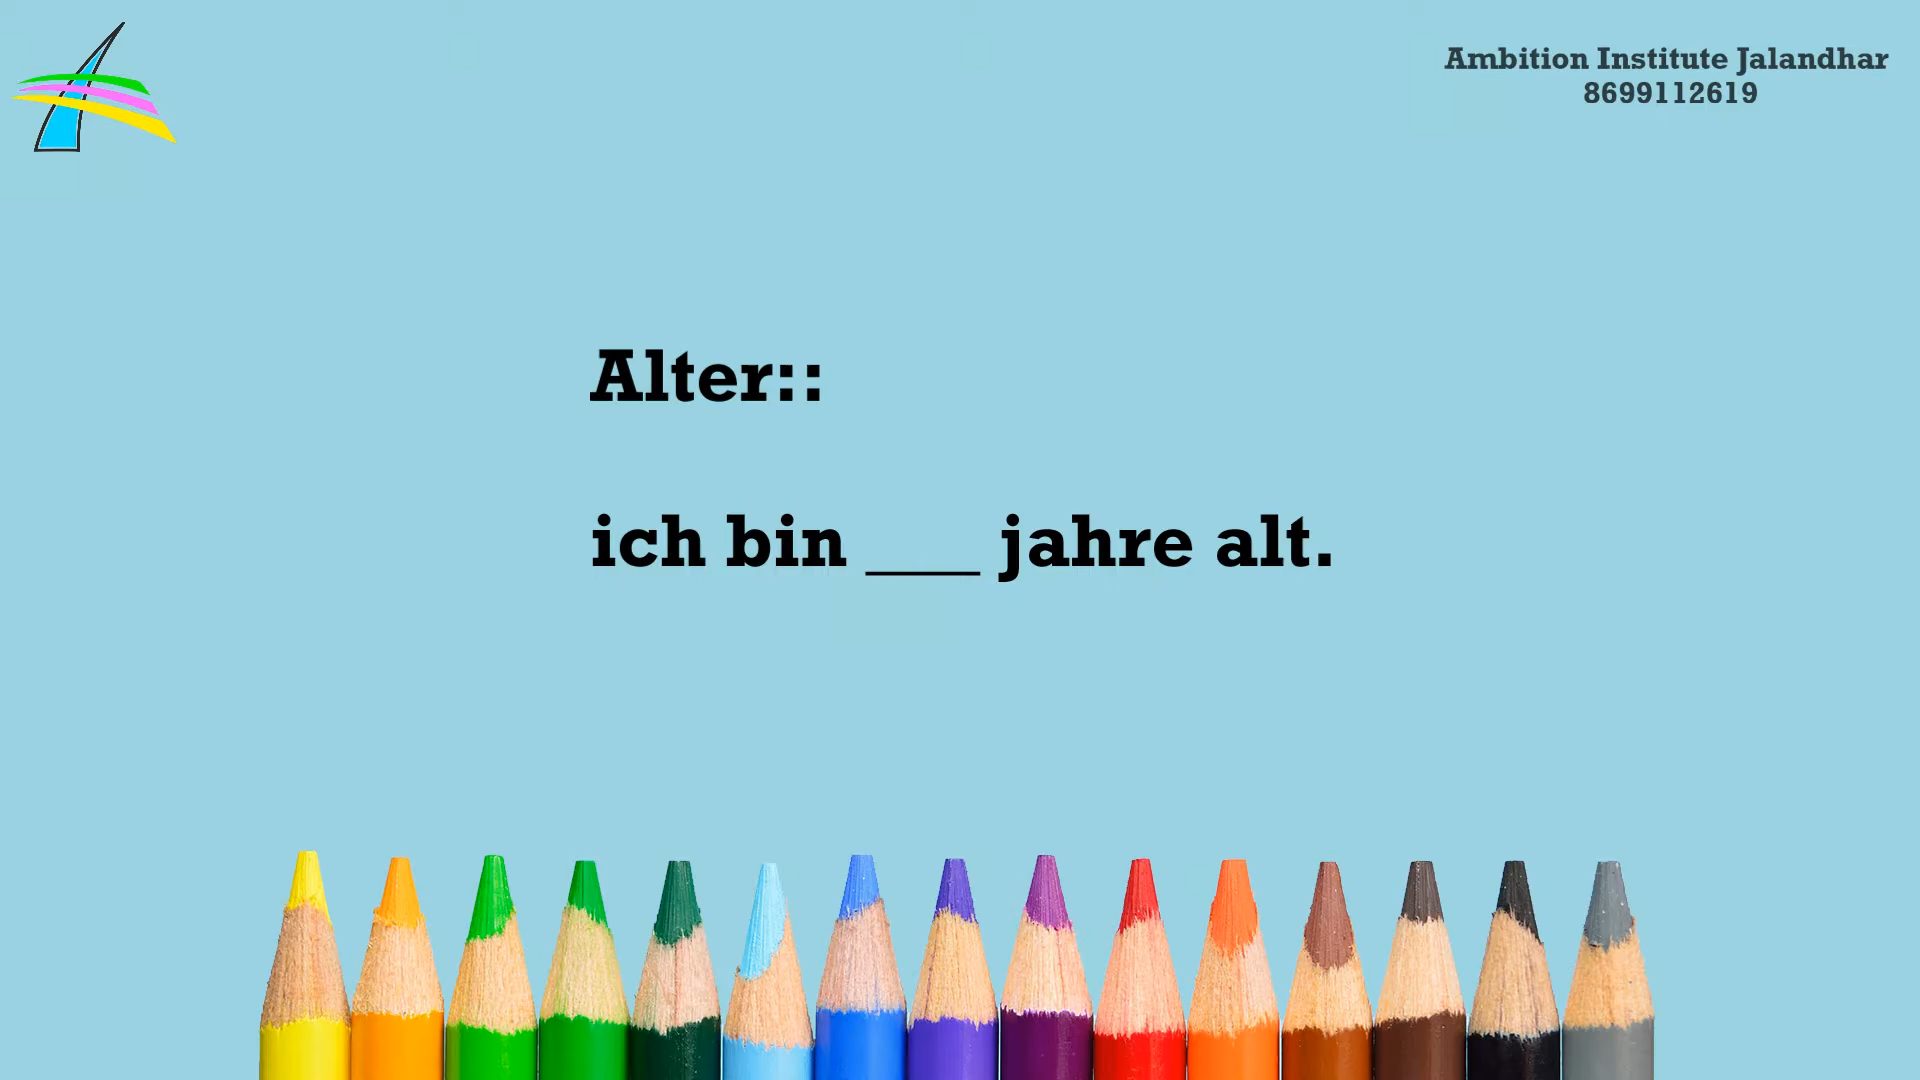 Ambition Institute Jalandhar
8699112619
Alter::
ich bin ___ jahre alt.